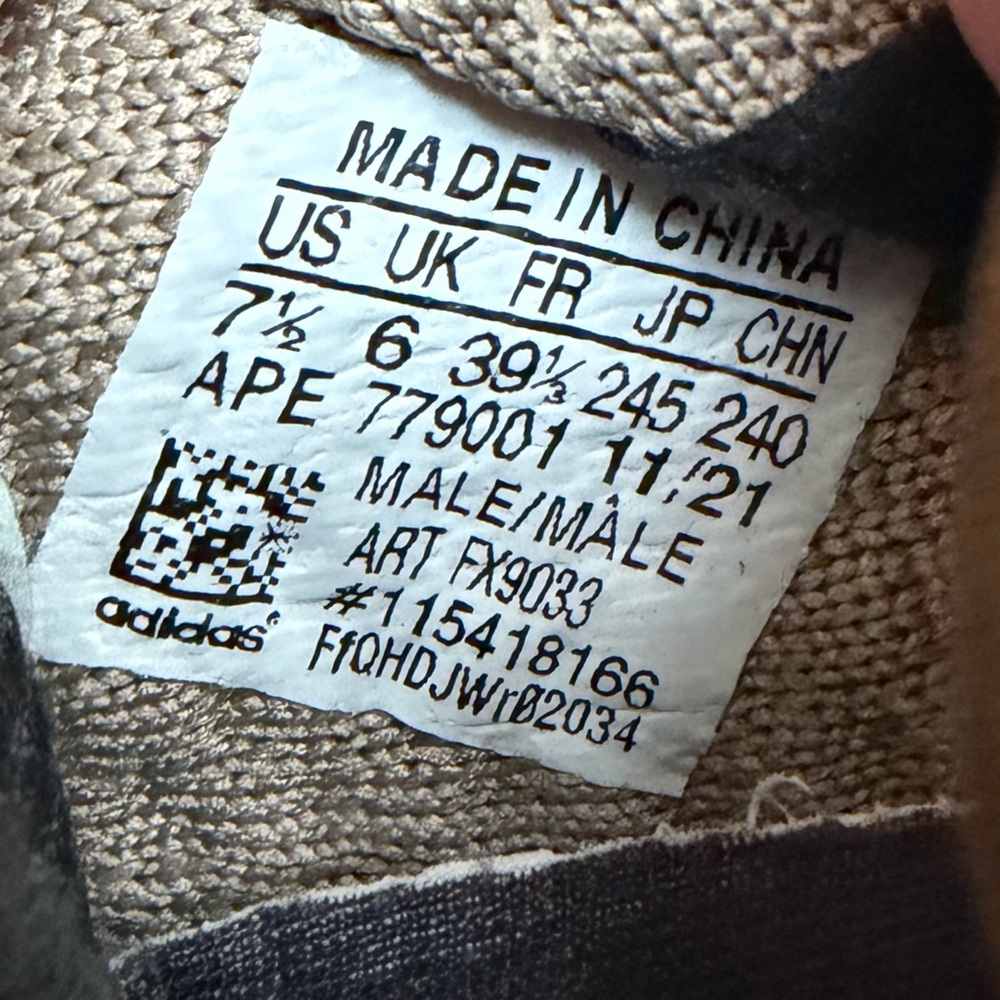 MADE IN CHINA
US UK FR JP CHN
7½ 6 39⅓ 245 240
APE 779001 11/21
MALE/MÂLE
ART FX9033
#115418166
FfQHDJWrØ2034
adidas